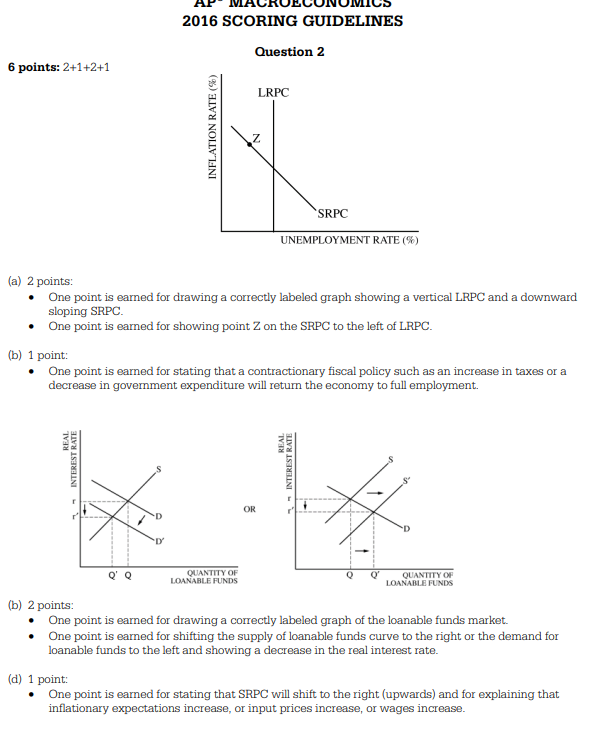 AP® MACROECONOMICS
2016 SCORING GUIDELINES
Question 2
6 points: 2+1+2+1
INFLATION RATE (%)
LRPC
Z
SRPC
UNEMPLOYMENT RATE (%)
(a) 2 points:
• One point is earned for drawing a correctly labeled graph showing a vertical LRPC and a downward
sloping SRPC.
• One point is earned for showing point Z on the SRPC to the left of LRPC.
(b) 1 point:
• One point is earned for stating that a contractionary fiscal policy such as an increase in taxes or a
decrease in government expenditure will return the economy to full employment.
REAL
INTEREST RATE
S
r
r'
D
D'
Q' Q
QUANTITY OF
LOANABLE FUNDS
OR
REAL
INTEREST RATE
S
S'
r
r'
D
Q Q'
QUANTITY OF
LOANABLE FUNDS
(b) 2 points:
• One point is earned for drawing a correctly labeled graph of the loanable funds market.
• One point is earned for shifting the supply of loanable funds curve to the right or the demand for
loanable funds to the left and showing a decrease in the real interest rate.
(d) 1 point:
• One point is earned for stating that SRPC will shift to the right (upwards) and for explaining that
inflationary expectations increase, or input prices increase, or wages increase.